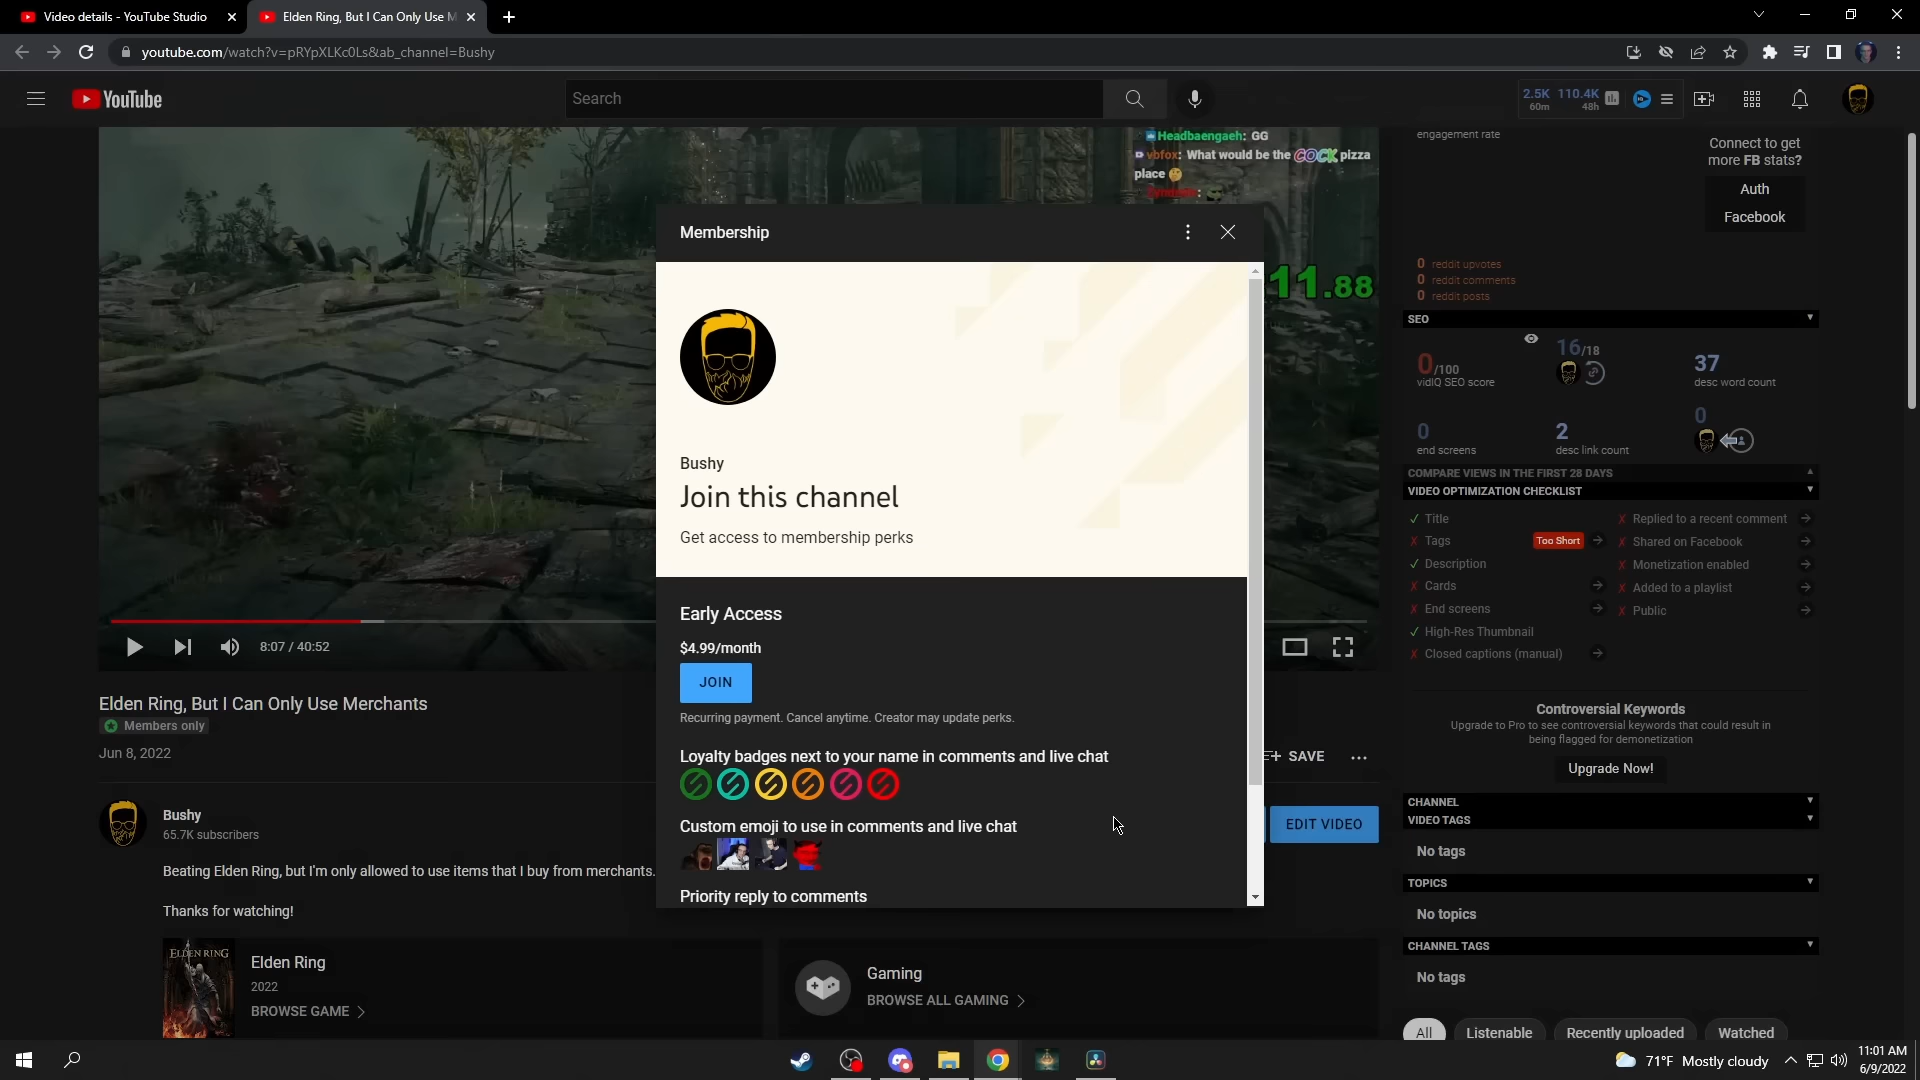 Video details - YouTube Studio
Elden Ring, But I Can Only Use M
youtube.com/watch?v=pRYpXLKc0Ls&ab_channel=Bushy
YouTube
Search
2.5K 110.4K
60m 48h
Headbaengaeh: GG
vbfox: What would be the COCK pizza
place
11.88
engagement rate
Connect to get
more FB stats?
Auth
Facebook
0 reddit upvotes
0 reddit comments
0 reddit posts
SEO
0/100
vidIQ SEO score
16/18
37
desc word count
0
end screens
2
desc link count
0
COMPARE VIEWS IN THE FIRST 28 DAYS
VIDEO OPTIMIZATION CHECKLIST
Title
Tags
Too Short
Description
Cards
End screens
High-Res Thumbnail
Closed captions (manual)
Replied to a recent comment
Shared on Facebook
Monetization enabled
Added to a playlist
Public
Controversial Keywords
Upgrade to Pro to see controversial keywords that could result in
being flagged for demonetization
Upgrade Now!
CHANNEL
VIDEO TAGS
No tags
TOPICS
No topics
CHANNEL TAGS
No tags
All
Listenable
Recently uploaded
Watched
Membership
Bushy
Join this channel
Get access to membership perks
Early Access
$4.99/month
JOIN
Recurring payment. Cancel anytime. Creator may update perks.
Loyalty badges next to your name in comments and live chat
Custom emoji to use in comments and live chat
Priority reply to comments
8:07 / 40:52
Elden Ring, But I Can Only Use Merchants
Members only
Jun 8, 2022
SAVE
EDIT VIDEO
Bushy
65.7K subscribers
Beating Elden Ring, but I'm only allowed to use items that I buy from merchants.
Thanks for watching!
ELDEN RING
Elden Ring
2022
BROWSE GAME
Gaming
BROWSE ALL GAMING
71°F Mostly cloudy
11:01 AM
6/9/2022